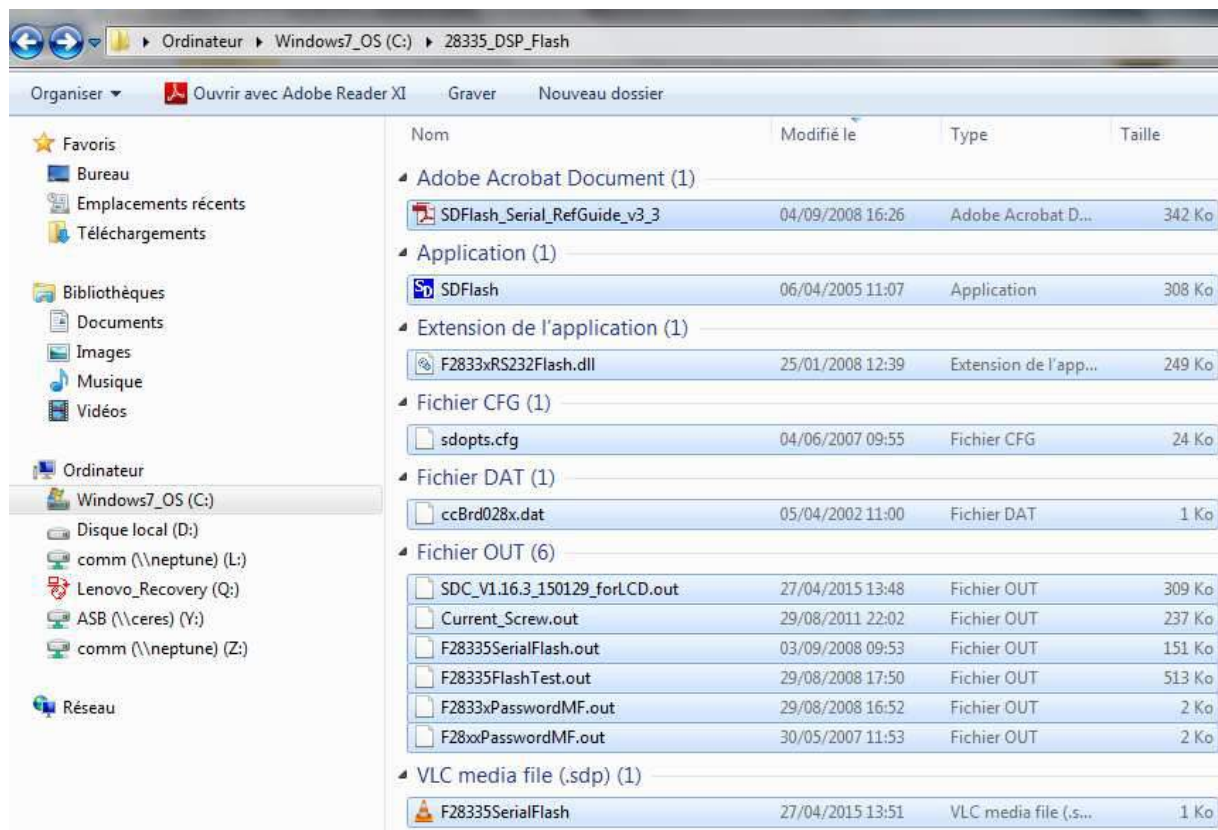 Ordinateur Windows7_OS (C:) 28335_DSP_Flash
Organiser Ouvrir avec Adobe Reader XI Graver Nouveau dossier
Favoris
Bureau
Emplacements récents
Téléchargements
Bibliothèques
Documents
Images
Musique
Vidéos
Ordinateur
Windows7_OS (C:)
Disque local (D:)
comm (\\neptune) (L:)
Lenovo_Recovery (Q:)
ASB (\\ceres) (Y:)
comm (\\neptune) (Z:)
Réseau
Nom Modifié le Type Taille
Adobe Acrobat Document (1)
SDFlash_Serial_RefGuide_v3_3 04/09/2008 16:26 Adobe Acrobat D... 342 Ko
Application (1)
SD SDFlash 06/04/2005 11:07 Application 308 Ko
Extension de l'application (1)
F2833xRS232Flash.dll 25/01/2008 12:39 Extension de l'app... 249 Ko
Fichier CFG (1)
sdopts.cfg 04/06/2007 09:55 Fichier CFG 24 Ko
Fichier DAT (1)
ccBrd028x.dat 05/04/2002 11:00 Fichier DAT 1 Ko
Fichier OUT (6)
SDC_V1.16.3_150129_forLCD.out 27/04/2015 13:48 Fichier OUT 309 Ko
Current_Screw.out 29/08/2011 22:02 Fichier OUT 237 Ko
F28335SerialFlash.out 03/09/2008 09:53 Fichier OUT 151 Ko
F28335FlashTest.out 29/08/2008 17:50 Fichier OUT 513 Ko
F2833xPasswordMF.out 29/08/2008 16:52 Fichier OUT 2 Ko
F28xxPasswordMF.out 30/05/2007 11:53 Fichier OUT 2 Ko
VLC media file (.sdp) (1)
F28335SerialFlash 27/04/2015 13:51 VLC media file (.s... 1 Ko